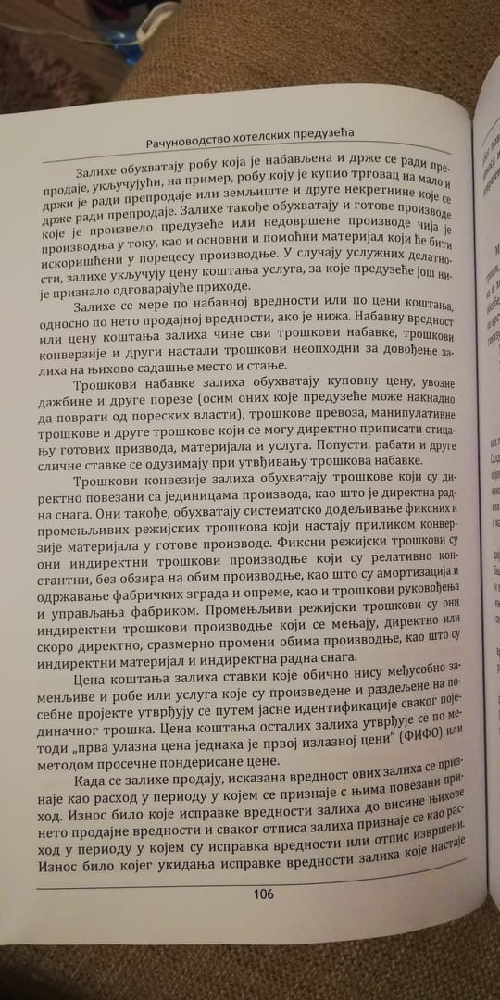 Рачуноводство хотелских предузећа
Залихе обухватају робу која је набављена и држе се ради пре-
продаје, укључујући, на пример, робу коју је купио трговац на мало и
држи је ради препродаје или земљиште и друге некретнине које се
држе ради препродаје. Залихе такође обухватају и готове производе
које је произвело предузеће или недовршене производе чија је
производња у току, као и основни и помоћни материјал који ће бити
искоришћени у порецесу производње. У случају услужних делатно-
сти, залихе укључују цену коштања услуга, за које предузеће још ни-
је признало одговарајуће приходе.
Залихе се мере по набавној вредности или по цени коштања,
односно по нето продајној вредности, ако је нижа. Набавну вредност
или цену коштања залиха чине сви трошкови набавке, трошкови
конверзије и други настали трошкови неопходни за довођење за-
лиха на њихово садашње место и стање.
Трошкови набавке залиха обухватају куповну цену, увозне
дажбине и друге порезе (осим оних које предузеће може накнадно
да поврати од пореских власти), трошкове превоза, манипулативне
трошкове и друге трошкове који се могу директно приписати стица-
њу готових призвода, материјала и услуга. Попусти, рабати и друге
сличне ставке се одузимају при утвђивању трошкова набавке.
Трошкови конвезије залиха обухватају трошкове који су ди-
ректно повезани са јединицама производа, као што је директна рад-
на снага. Они такође, обухватају систематско додељивање фиксних и
промењливих режијских трошкова који настају приликом конвер-
зије материјала у готове производе. Фиксни режијски трошкови су
они индиректни трошкови производње који су релативно кон-
стантни, без обзира на обим производње, као што су амортизација и
одржавање фабричких зграда и опреме, као и трошкови руковођења
и управљања фабриком. Промењљиви режијски трошкови су они
индиректни трошкови производње који се мењају, директно или
скоро директно, сразмерно промени обима производње, као што су
индиректни материјал и индиректна радна снага.
Цена коштања залиха ставки које обично нису међусобно за-
менљиве и робе или услуга које су произведене и раздељене на по-
себне пројекте утврђују се путем јасне идентификације сваког поје-
диначног трошка. Цена коштања осталих залиха утврђује се по ме-
тоди „прва улазна цена једнака је првој излазној цени” (ФИФО) или
методом просечне пондерисане цене.
Када се залихе продају, исказана вредност ових залиха се приз-
наје као расход у периоду у којем се признаје с њима повезани при-
ход. Износ било које исправке вредности залиха до висине њихове
нето продајне вредности и сваког отписа залиха признаје се као рас-
ход у периоду у којем су исправка вредности или отпис извршени.
Износ било којег укидања исправке вредности залиха које настаје
106